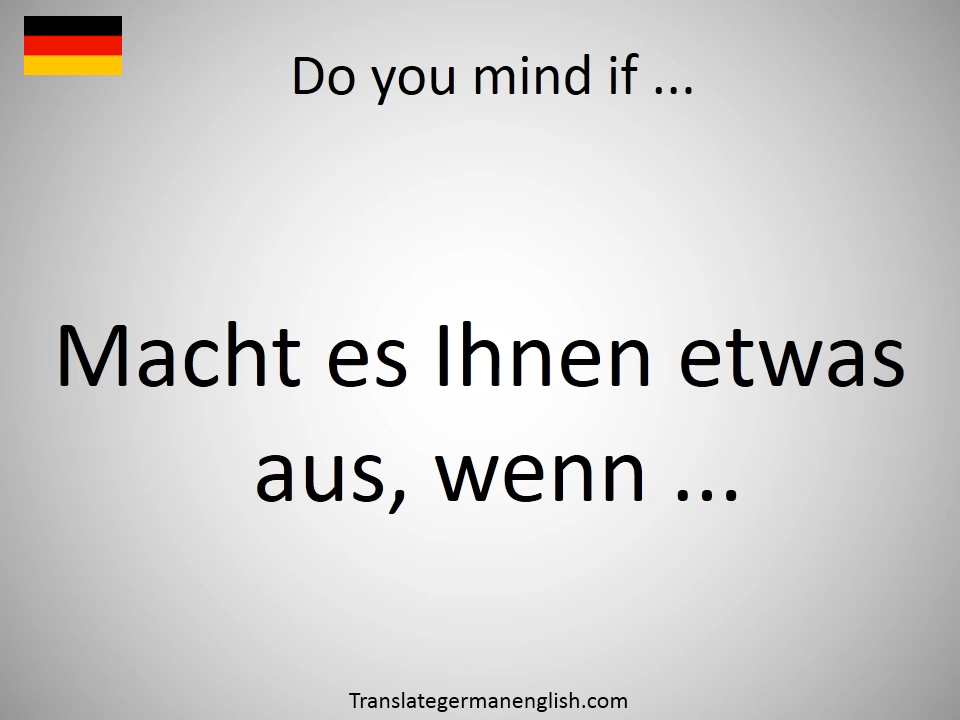 Do you mind if ...
Macht es Ihnen etwas
aus, wenn ...
Translategermanenglish.com